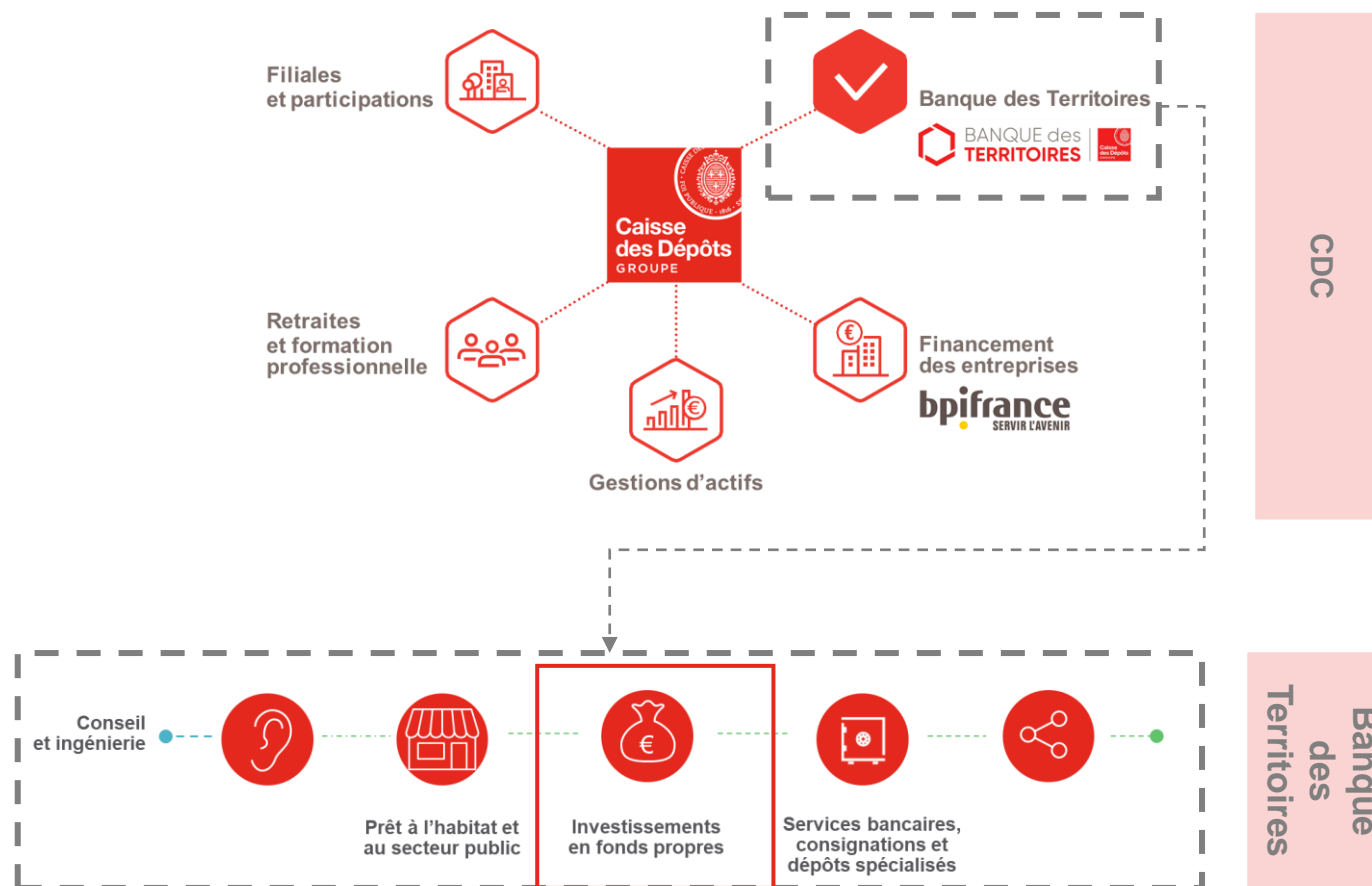 Filiales
et participations
Banque des Territoires
BANQUE des
TERRITOIRES
Caisse
des Dépôts
GROUPE
Caisse
des Dépôts
GROUPE
CDC
Retraites
et formation
professionnelle
Financement
des entreprises
bpifrance
SERVIR L'AVENIR
Gestions d'actifs
Conseil
et ingénierie
€
Prêt à l'habitat et
au secteur public
Investissements
en fonds propres
Services bancaires,
consignations et
dépôts spécialisés
Banque
des
Territoires